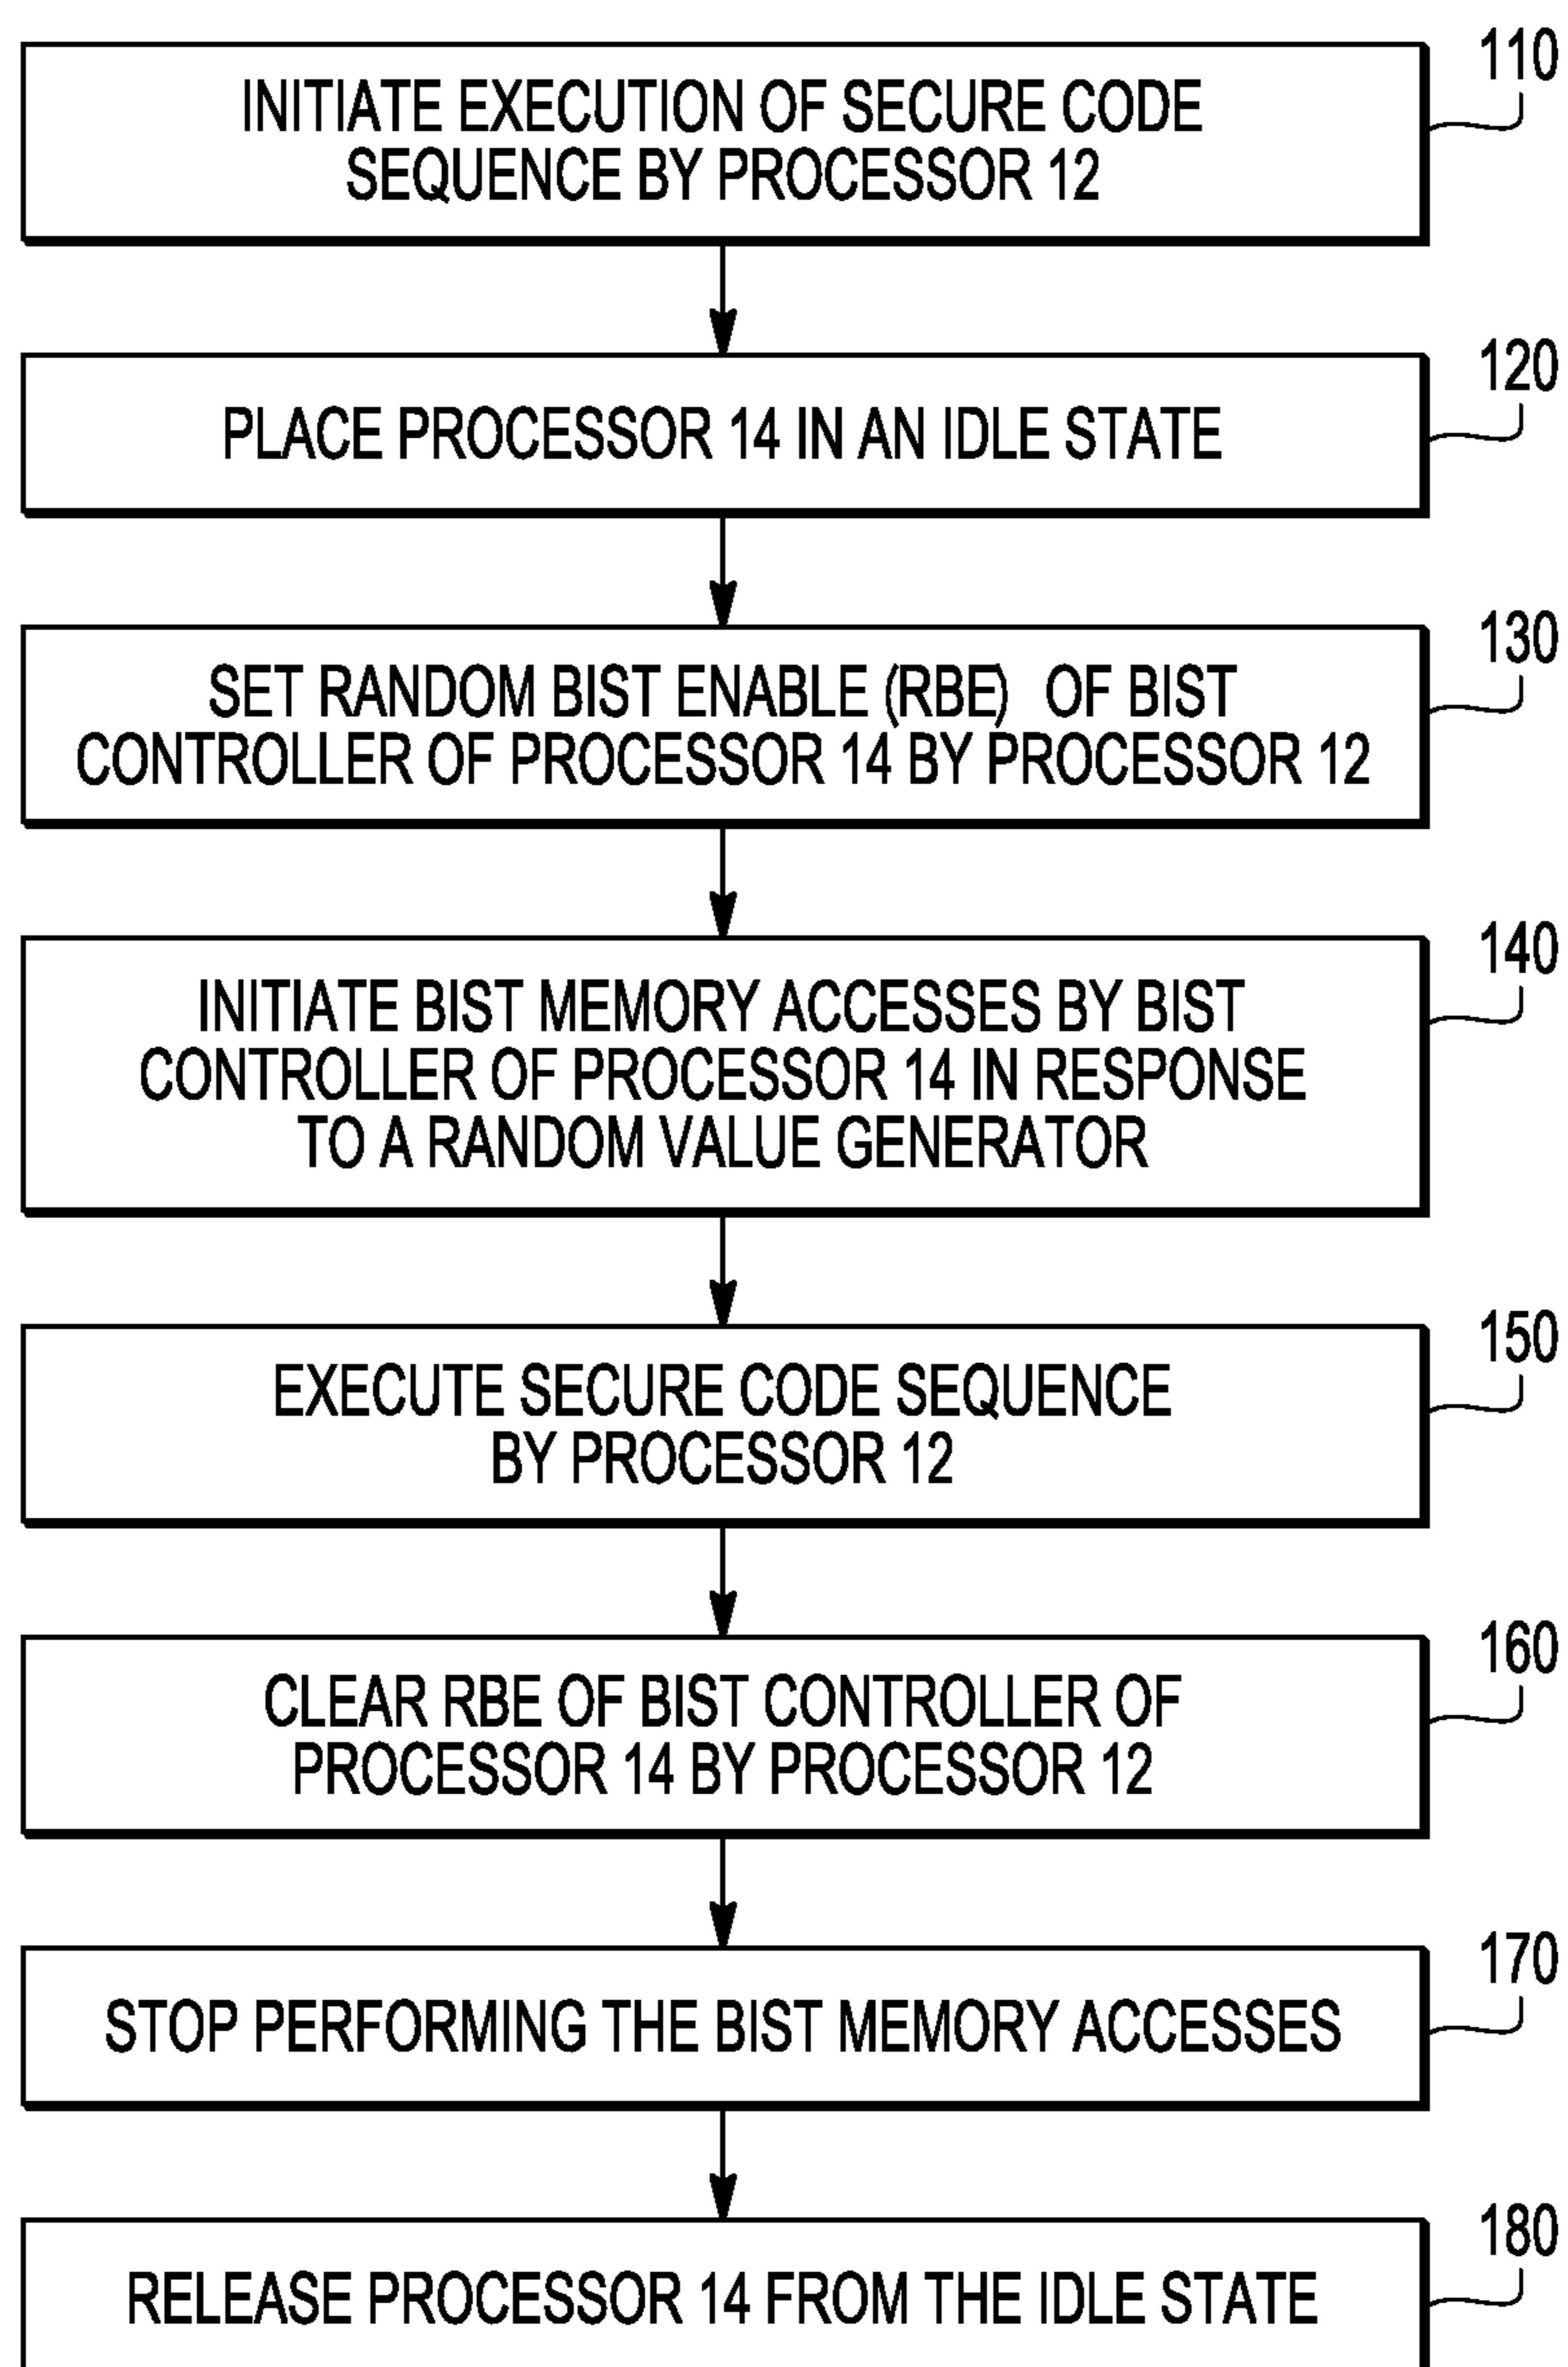 110
INITIATE EXECUTION OF SECURE CODE
SEQUENCE BY PROCESSOR 12
120
PLACE PROCESSOR 14 IN AN IDLE STATE
130
SET RANDOM BIST ENABLE (RBE) OF BIST
CONTROLLER OF PROCESSOR 14 BY PROCESSOR 12
140
INITIATE BIST MEMORY ACCESSES BY BIST
CONTROLLER OF PROCESSOR 14 IN RESPONSE
TO A RANDOM VALUE GENERATOR
150
EXECUTE SECURE CODE SEQUENCE
BY PROCESSOR 12
160
CLEAR RBE OF BIST CONTROLLER OF
PROCESSOR 14 BY PROCESSOR 12
170
STOP PERFORMING THE BIST MEMORY ACCESSES
180
RELEASE PROCESSOR 14 FROM THE IDLE STATE